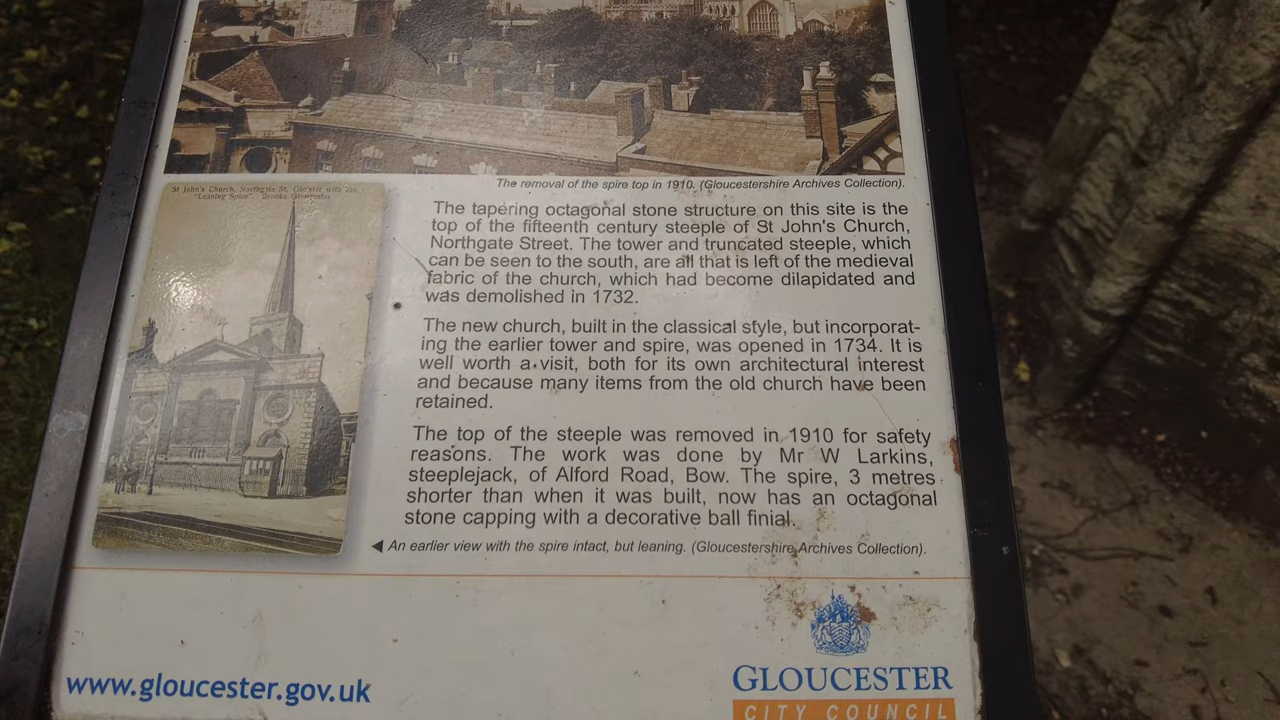 The removal of the spire top in 1910. (Gloucestershire Archives Collection).
St John's Church, Northgate St, Glo'ster with the
"Leaning Spire". Brooke Gloucester
The tapering octagonal stone structure on this site is the
top of the fifteenth century steeple of St John's Church,
Northgate Street. The tower and truncated steeple, which
can be seen to the south, are all that is left of the medieval
fabric of the church, which had become dilapidated and
was demolished in 1732.
The new church, built in the classical style, but incorporat-
ing the earlier tower and spire, was opened in 1734. It is
well worth a visit, both for its own architectural interest
and because many items from the old church have been
retained.
The top of the steeple was removed in 1910 for safety
reasons. The work was done by Mr W Larkins,
steeplejack, of Alford Road, Bow. The spire, 3 metres
shorter than when it was built, now has an octagonal
stone capping with a decorative ball finial.
An earlier view with the spire intact, but leaning. (Gloucestershire Archives Collection).
www.gloucester.gov.uk
GLOUCESTER
CITY COUNCIL